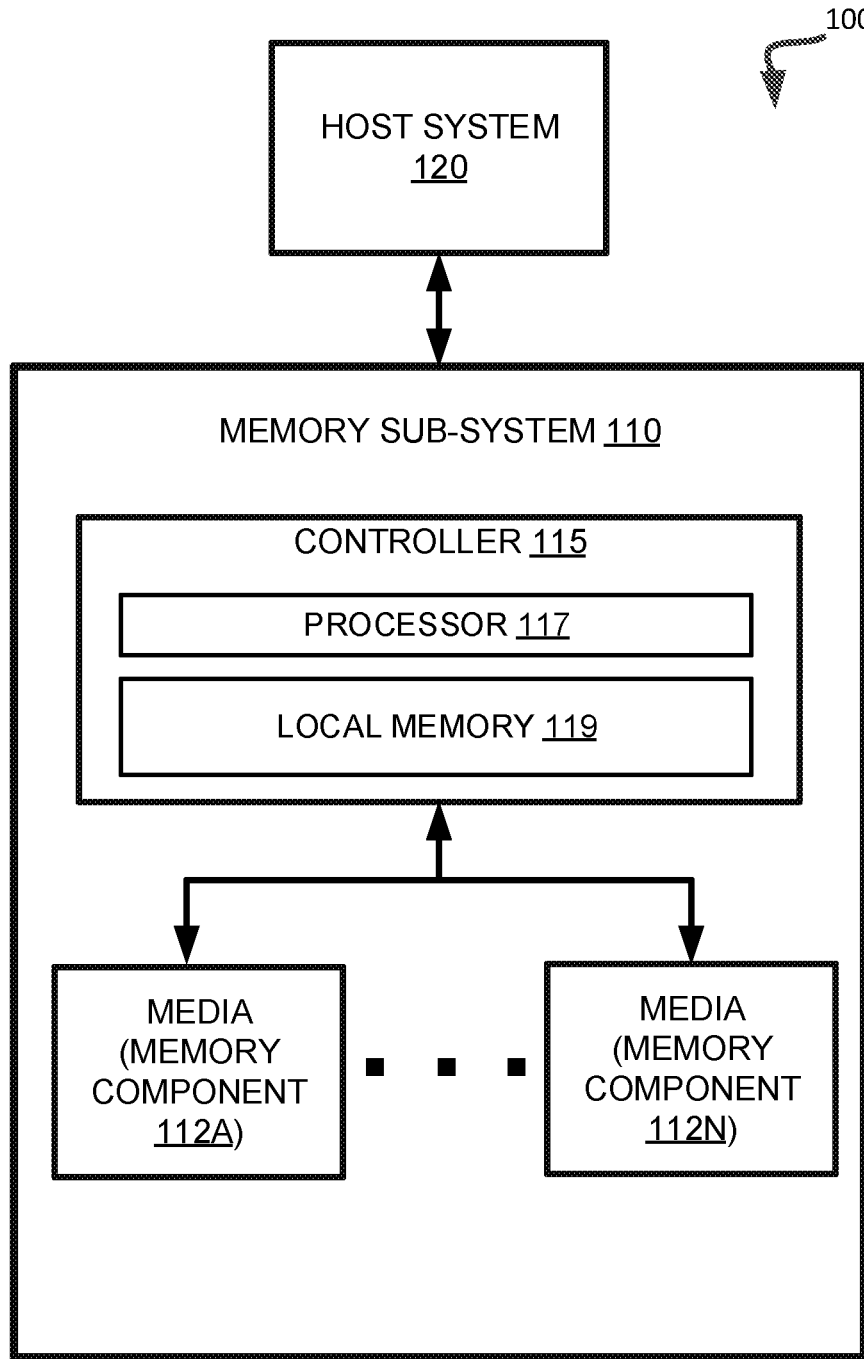 100
HOST SYSTEM
120
MEMORY SUB-SYSTEM 110
CONTROLLER 115
PROCESSOR 117
LOCAL MEMORY 119
MEDIA
(MEMORY
COMPONENT
112A)
MEDIA
(MEMORY
COMPONENT
112N)